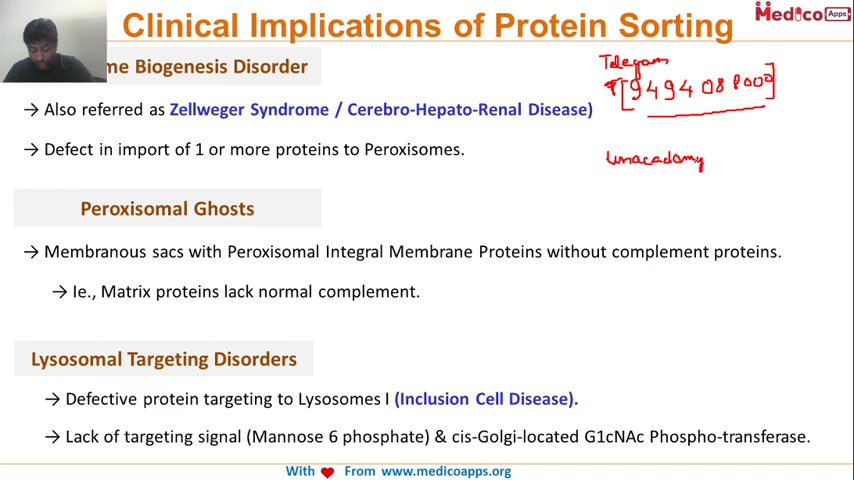 Clinical Implications of Protein Sorting
Medico Apps
me Biogenesis Disorder
Telegram
[949408 8000]
→ Also referred as Zellweger Syndrome / Cerebro-Hepato-Renal Disease)
→ Defect in import of 1 or more proteins to Peroxisomes.
unacadamy
Peroxisomal Ghosts
→ Membranous sacs with Peroxisomal Integral Membrane Proteins without complement proteins.
→ Ie., Matrix proteins lack normal complement.
Lysosomal Targeting Disorders
→ Defective protein targeting to Lysosomes I (Inclusion Cell Disease).
→ Lack of targeting signal (Mannose 6 phosphate) & cis-Golgi-located G1cNAc Phospho-transferase.
With ❤ From www.medicoapps.org